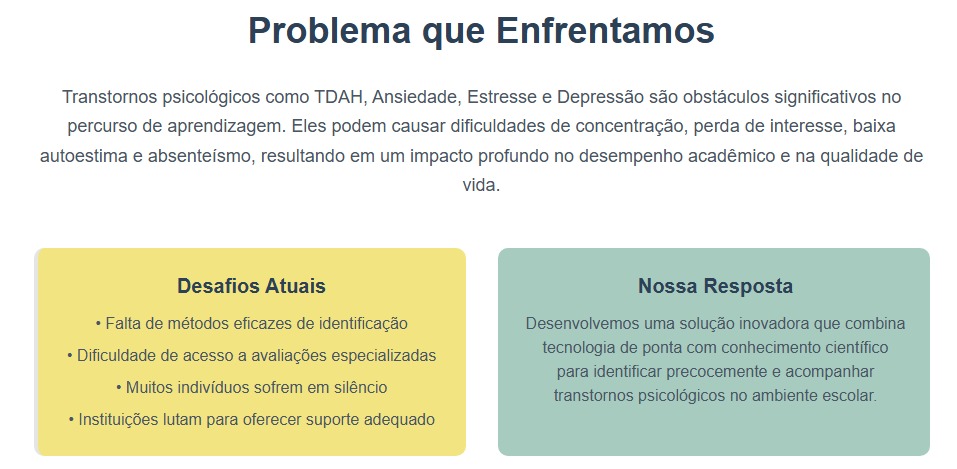 Problema que Enfrentamos
Transtornos psicológicos como TDAH, Ansiedade, Estresse e Depressão são obstáculos significativos no
percurso de aprendizagem. Eles podem causar dificuldades de concentração, perda de interesse, baixa
autoestima e absenteísmo, resultando em um impacto profundo no desempenho acadêmico e na qualidade de
vida.
Desafios Atuais
• Falta de métodos eficazes de identificação
• Dificuldade de acesso a avaliações especializadas
• Muitos indivíduos sofrem em silêncio
• Instituições lutam para oferecer suporte adequado
Nossa Resposta
Desenvolvemos uma solução inovadora que combina
tecnologia de ponta com conhecimento científico
para identificar precocemente e acompanhar
transtornos psicológicos no ambiente escolar.